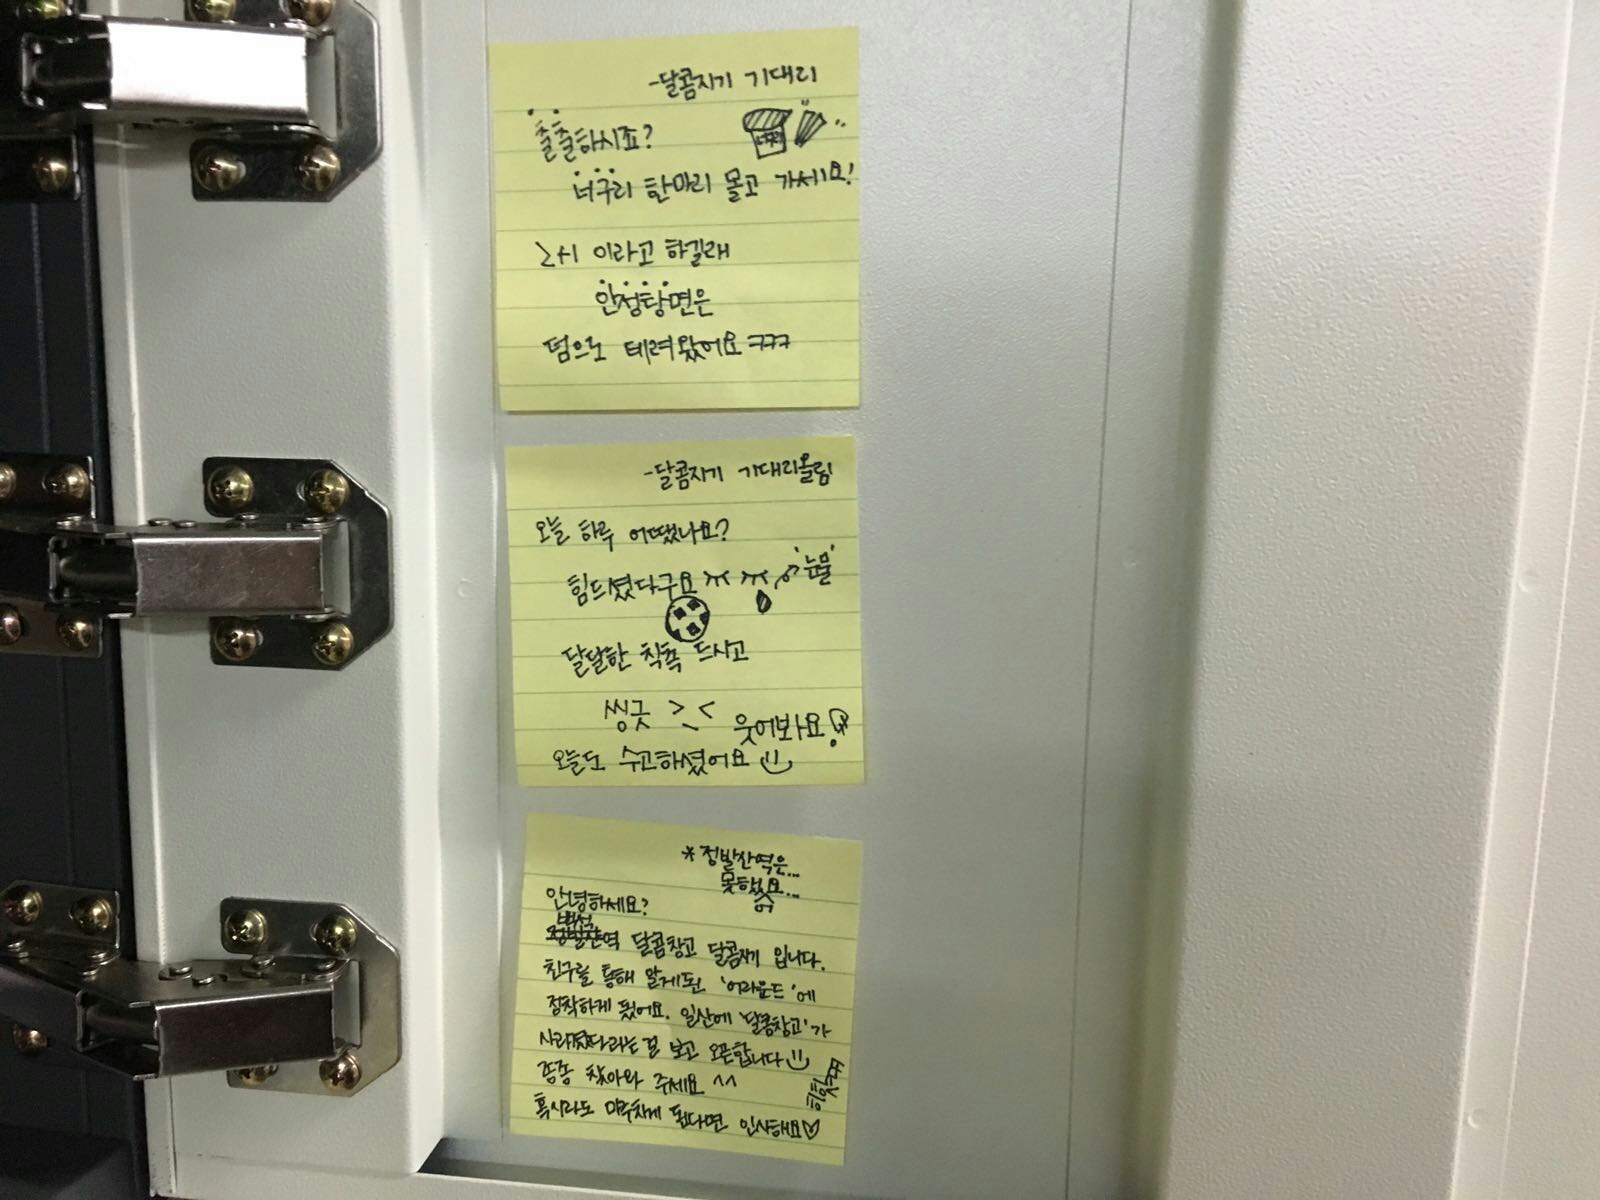 -달콤지기 기대리
출출하시죠?
너구리
너구리 한마리 몰고 가세요!
2+1 이라고 하길래
안성탕면은
덤으로 데려왔어요 ㅋㅋㅋ
-달콤지기 기대리올림
오늘 하루 어땠나요?
힘드셨다구요 ㅠㅠ '눈물'
달달한 칙촉 드시고
씽긋 > <
웃어봐요
오늘도 수고하셨어요
*정발산역은...
못했요...
어
안녕하세요?
백석
정발산역 달콤창고 달콤지기 입니다.
친구를 통해 알게된 '어라운드'에
정착하게 됬어요. 일산에 '달콤창고'가
사라졌다라는걸 보고 오픈합니다
종종 찾아와 주세요 ^^
혹시라도 마주치게 된다면 인사해요♡